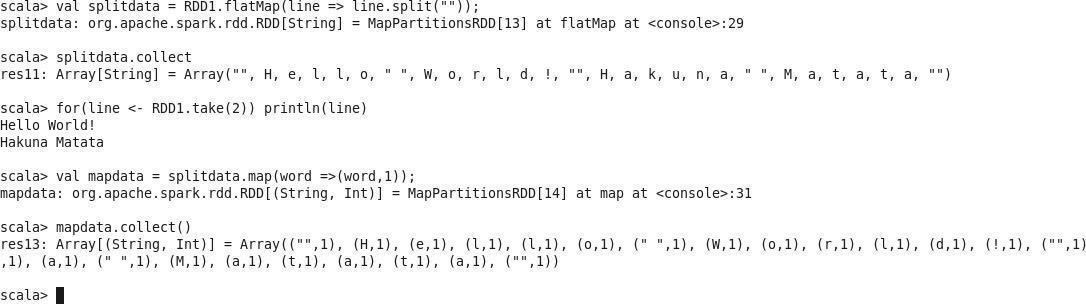 scala> val splitdata = RDD1.flatMap(line => line.split(""));
splitdata: org.apache.spark.rdd.RDD[String] = MapPartitionsRDD[13] at flatMap at <console>:29
scala> splitdata.collect
res11: Array[String] = Array("", H, e, l, l, o, " ", W, o, r, l, d, !, "", H, a, k, u, n, a, " ", M, a, t, a, t, a, "")
scala> for(line <- RDD1.take(2)) println(line)
Hello World!
Hakuna Matata
scala> val mapdata = splitdata.map(word =>(word,1));
mapdata: org.apache.spark.rdd.RDD[(String, Int)] = MapPartitionsRDD[14] at map at <console>:31
scala> mapdata.collect()
res13: Array[(String, Int)] = Array(("",1), (H,1), (e,1), (l,1), (l,1), (o,1), (" ",1), (W,1), (o,1), (r,1), (l,1), (d,1), (!,1), ("",1)
,1), (a,1), (" ",1), (M,1), (a,1), (t,1), (a,1), (t,1), (a,1), ("",1))
scala>